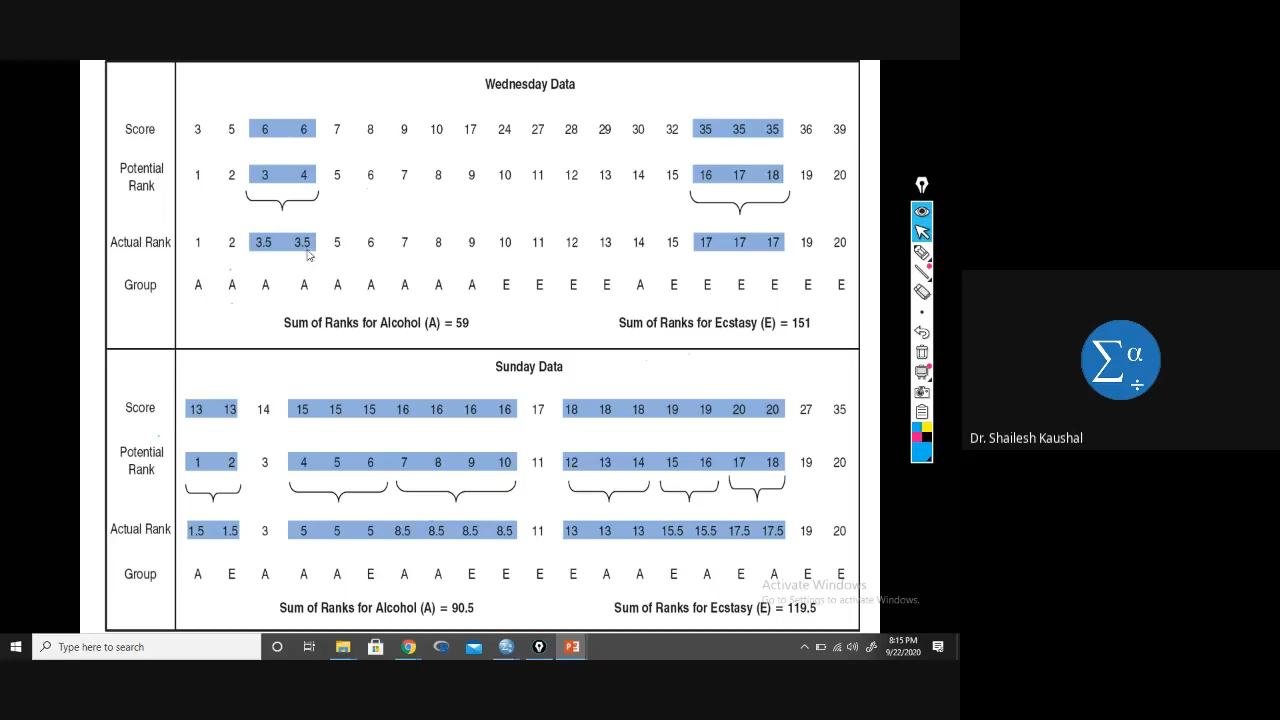 Wednesday Data
Score 3 5 6 6 7 8 9 10 17 24 27 28 29 30 32 35 35 35 36 39
Potential Rank 1 2 3 4 5 6 7 8 9 10 11 12 13 14 15 16 17 18 19 20
Actual Rank 1 2 3.5 3.5 5 6 7 8 9 10 11 12 13 14 15 17 17 17 19 20
Group A A A A A A A A A E E E E A E E E E E E
Sum of Ranks for Alcohol (A) = 59 Sum of Ranks for Ecstasy (E) = 151
Sunday Data
Score 13 13 14 15 15 15 16 16 16 16 17 18 18 18 19 19 20 20 27 35
Potential Rank 1 2 3 4 5 6 7 8 9 10 11 12 13 14 15 16 17 18 19 20
Actual Rank 1.5 1.5 3 5 5 5 8.5 8.5 8.5 8.5 11 13 13 13 15.5 15.5 17.5 17.5 19 20
Group A E A A A E A A E E E E A A E A E A E E
Activate Windows
Go to Settings to activate Windows.
Sum of Ranks for Alcohol (A) = 90.5 Sum of Ranks for Ecstasy (E) = 119.5
Dr. Shailesh Kaushal
Σ α ÷
Type here to search
8:15 PM
9/22/2020